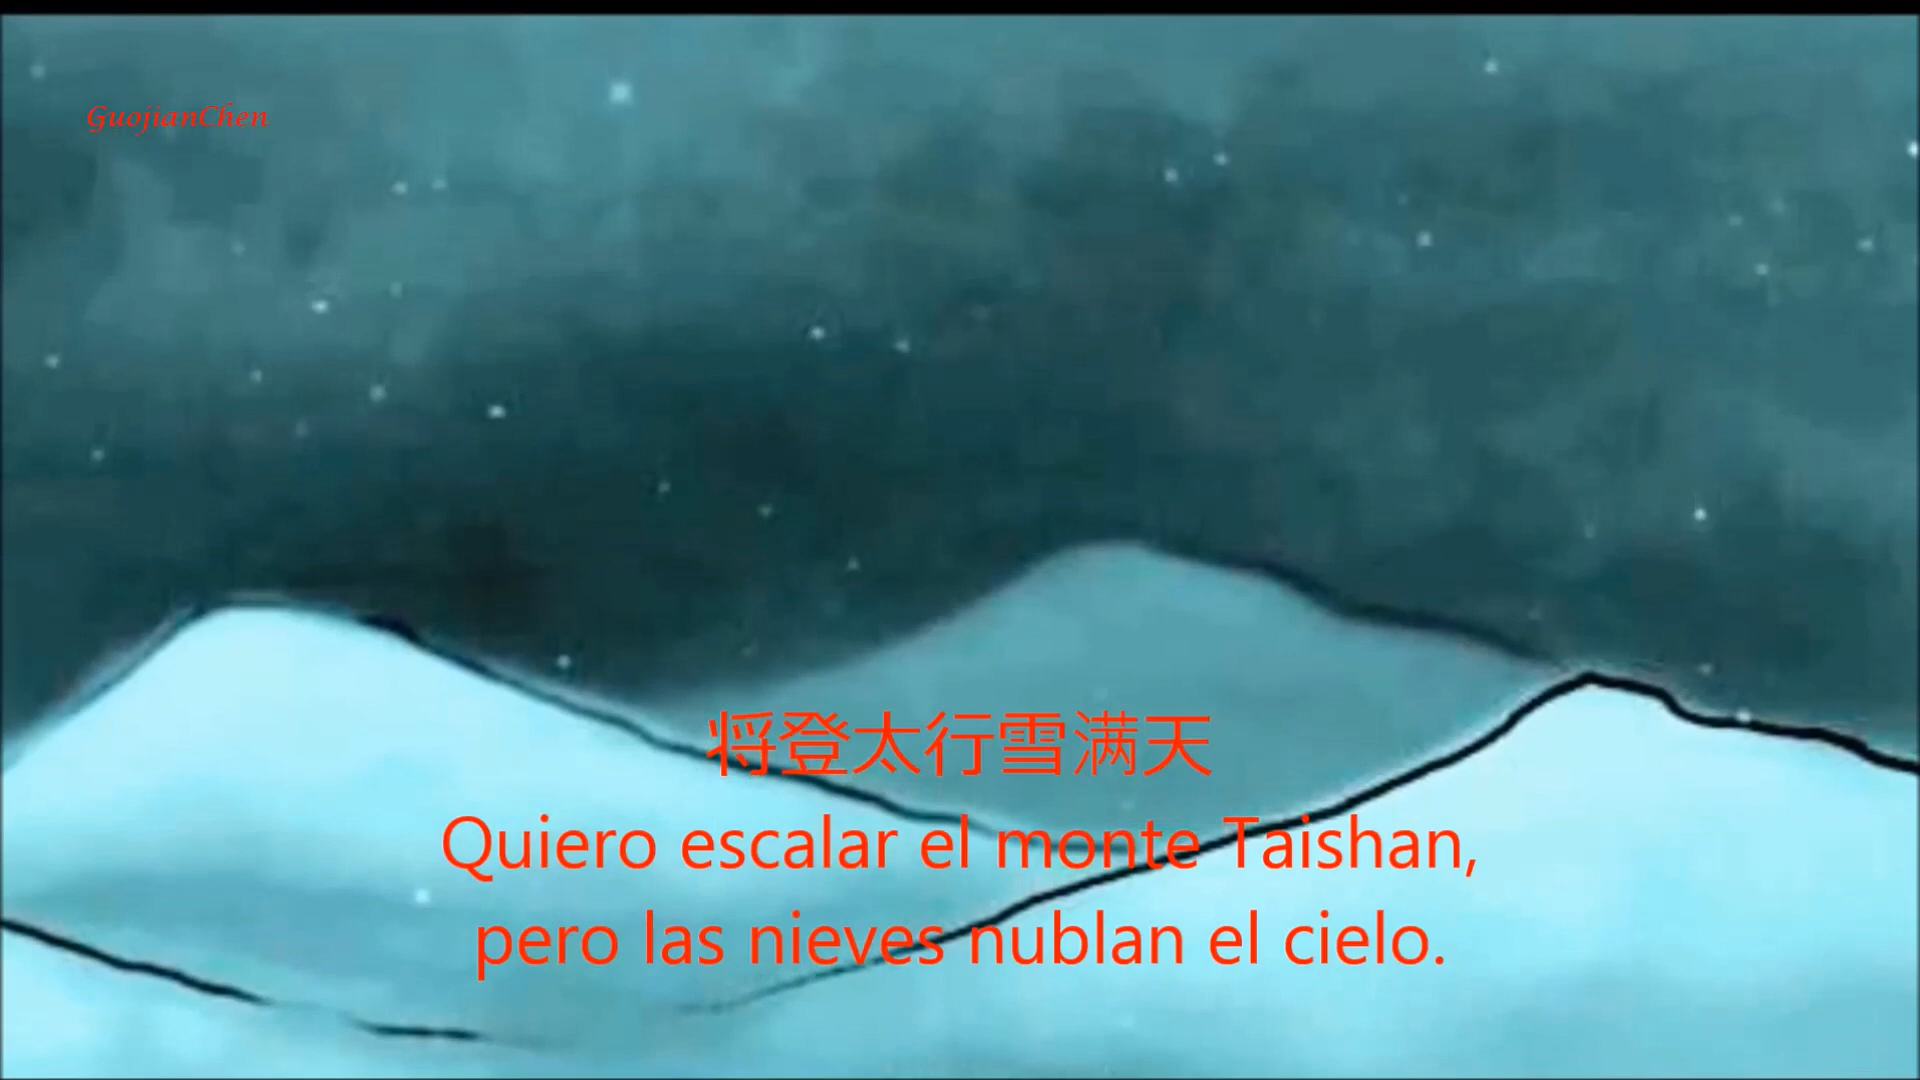 GuojianChen
将登太行雪满天
Quiero escalar el monte Taishan,
pero las nieves nublan el cielo.